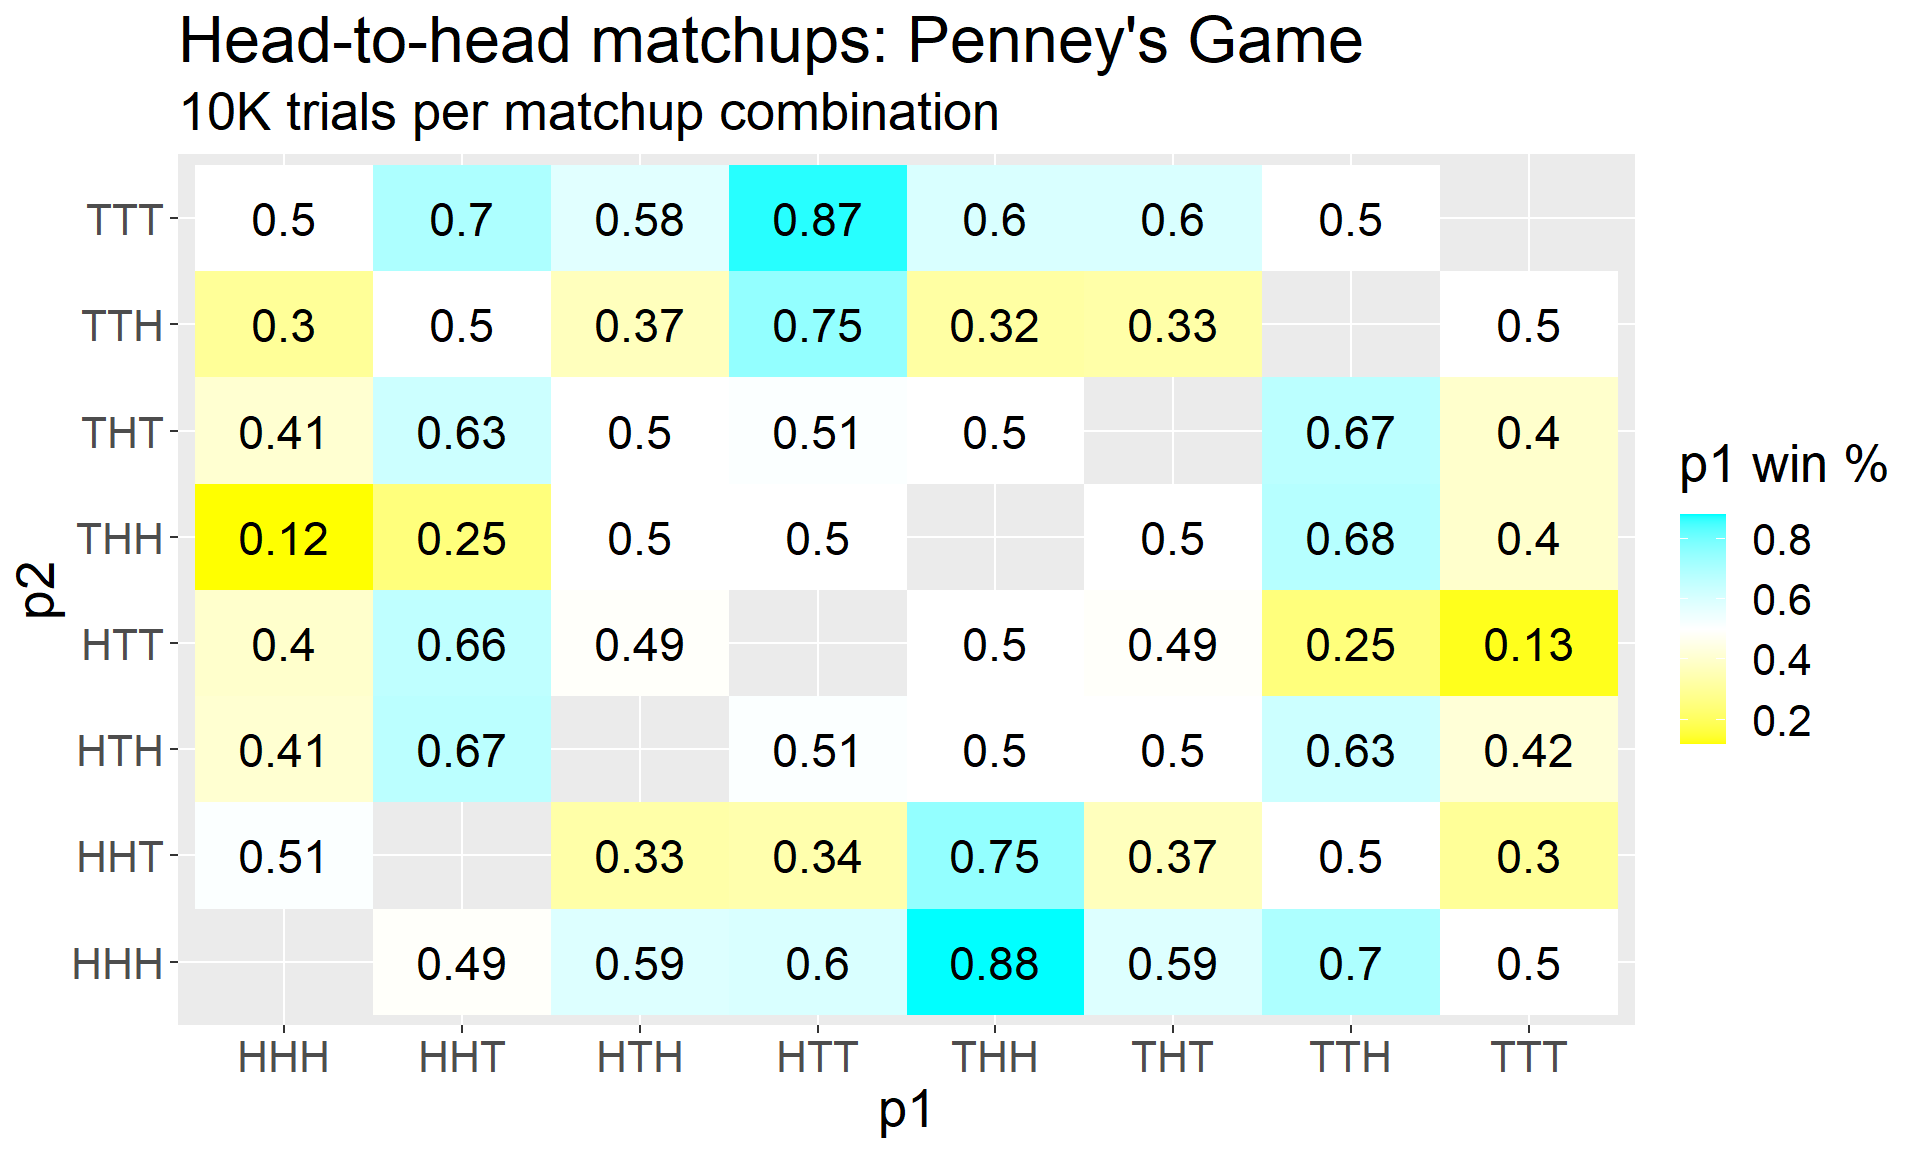 Head-to-head matchups: Penney's Game
10K trials per matchup combination
TTT 0.5 0.7 0.58 0.87 0.6 0.6 0.5
TTH 0.3 0.5 0.37 0.75 0.32 0.33 0.5
THT 0.41 0.63 0.5 0.51 0.5 0.67 0.4
THH 0.12 0.25 0.5 0.5 0.5 0.68 0.4
HTT 0.4 0.66 0.49 0.5 0.49 0.25 0.13
HTH 0.41 0.67 0.51 0.5 0.5 0.63 0.42
HHT 0.51 0.33 0.34 0.75 0.37 0.5 0.3
HHH 0.49 0.59 0.6 0.88 0.59 0.7 0.5
HHH HHT HTH HTT THH THT TTH TTT
p1
p2
p1 win %
0.8
0.6
0.4
0.2